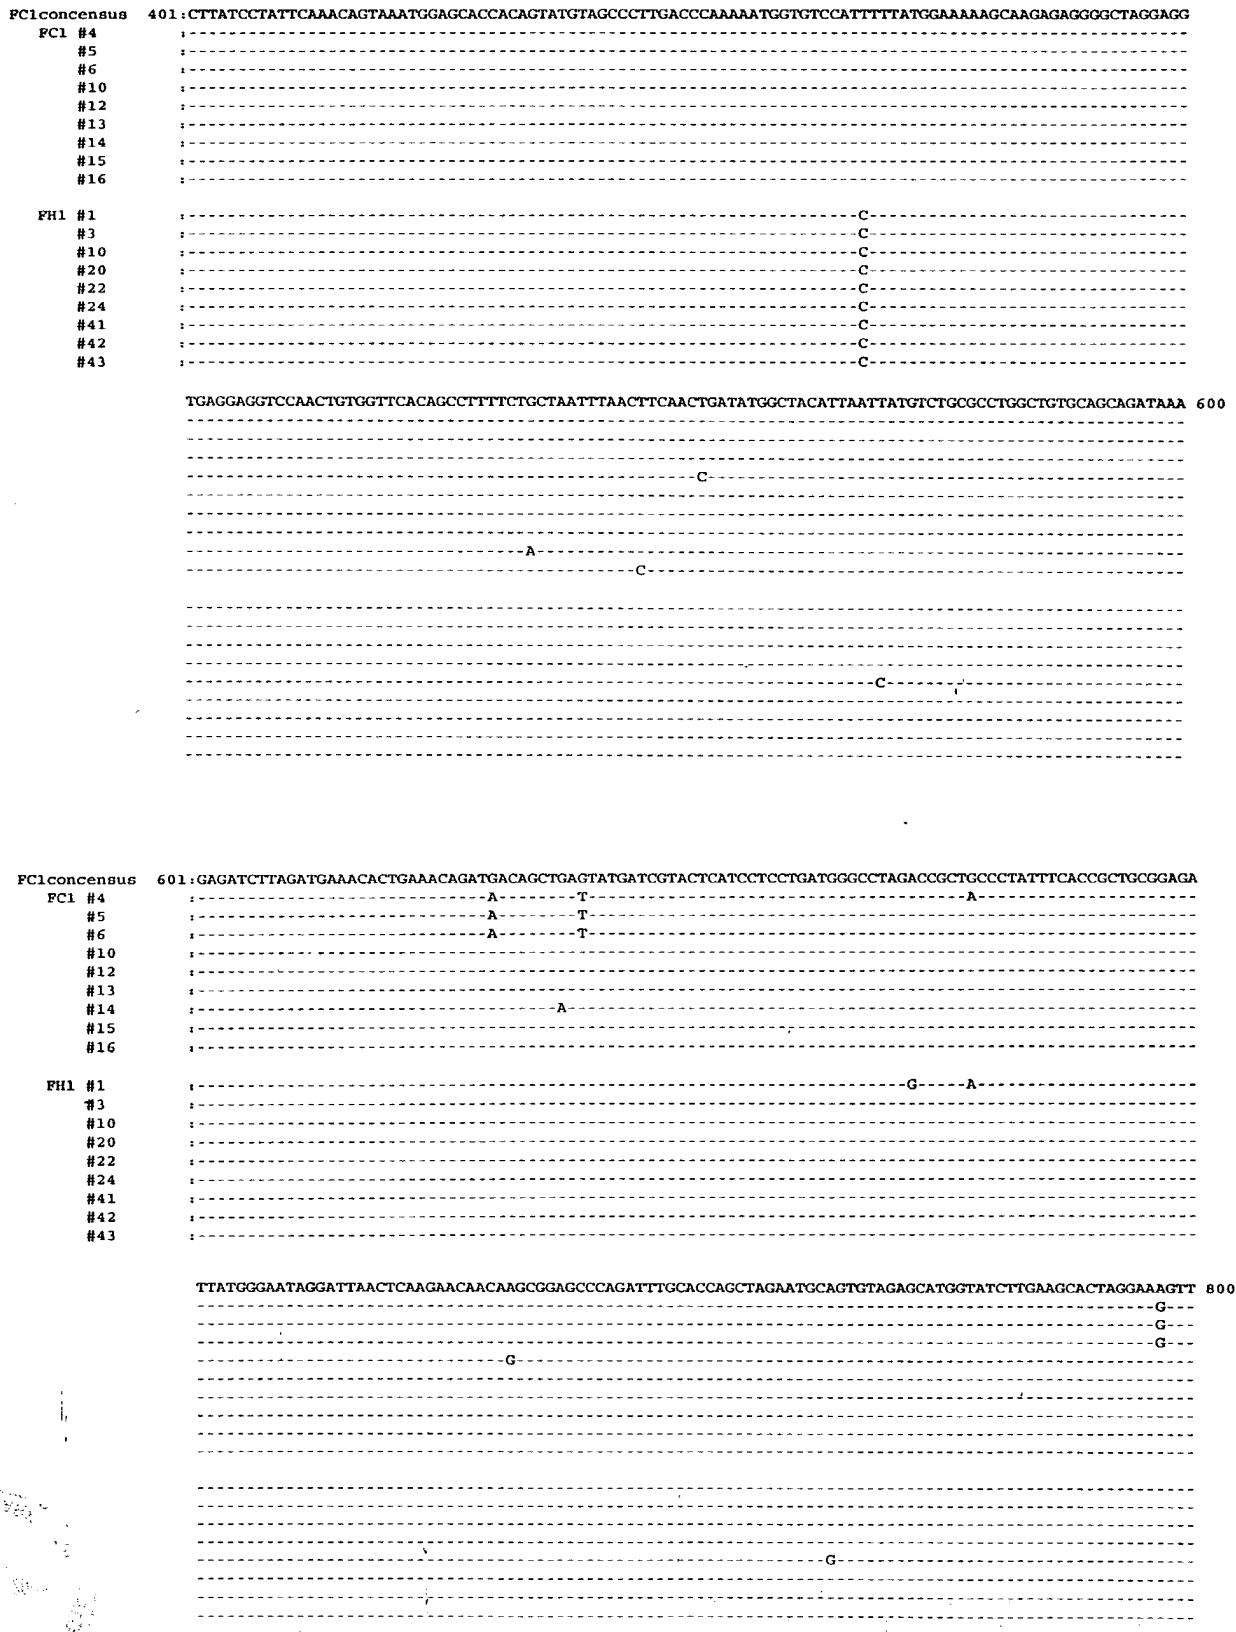 FC1consensus 401:CTTATCCTATTCAAACAGTAAATGGAGCACCACAGTATGTAGCCCTTGACCCAAAAATGGTGTCCATTTTTATGGAAAAAGCAAGAGAGGGGCTAGGAGG
FC1 #4 :
#5 :
#6 :
#10 :
#12 :
#13 :
#14 :
#15 :
#16 :
FH1 #1 : C
#3 : C
#10 : C
#20 : C
#22 : C
#24 : C
#41 : C
#42 : C
#43 : C
TGAGGAGGTCCAACTGTGGTTCACAGCCTTTTCTGCTAATTTAACTTCAACTGATATGGCTACATTAATTATGTCTGCGCCTGGCTGTGCAGCAGATAAA 600
C
A
C
C
FC1concensus 601:GAGATCTTAGATGAAACACTGAAACAGATGACAGCTGAGTATGATCGTACTCATCCTCCTGATGGGCCTAGACCGCTGCCCTATTTCACCGCTGCGGAGA
FC1 #4 : A T A
#5 : A T
#6 : A T
#10 :
#12 :
#13 :
#14 : A
#15 :
#16 :
FH1 #1 : G A
#3 :
#10 :
#20 :
#22 :
#24 :
#41 :
#42 :
#43 :
TTATGGGAATAGGATTAACTCAAGAACAACAAGCGGAGCCCAGATTTGCACCAGCTAGAATGCAGTGTAGAGCATGGTATCTTGAAGCACTAGGAAAGTT 800
G
G
G
G
G